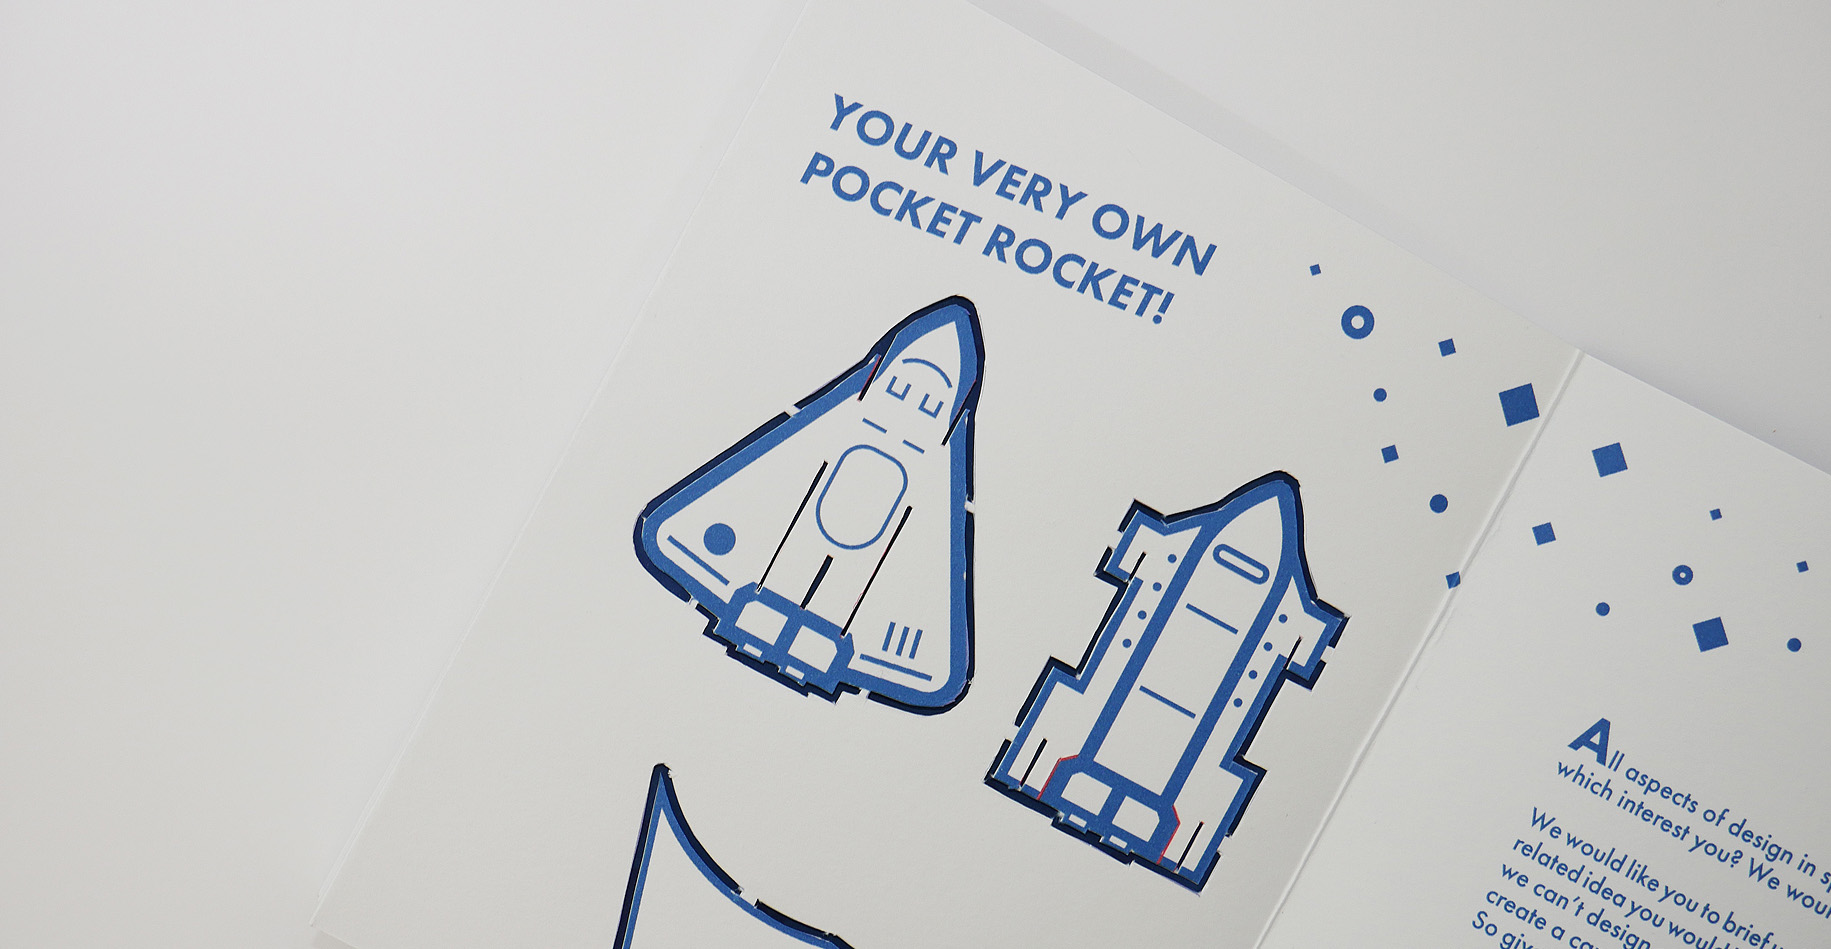 YOUR VERY OWN
POCKET ROCKET!
All aspects of design in
which interest you? We
We would like you to brief
related idea you would
we can't design
create a
So